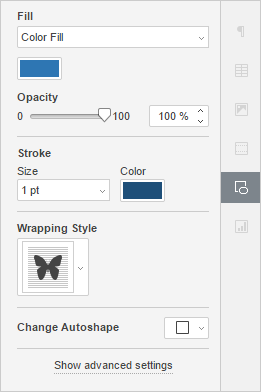 Fill
Color Fill
Opacity
0 100 100 %
Stroke
Size Color
1 pt
Wrapping Style
Change Autoshape
Show advanced settings